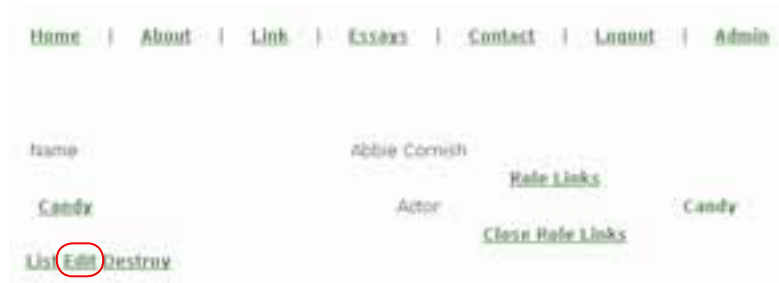 Home | About | Link | Essays | Contact | Logout | Admin
Name Abbie Cornish
Role Links
Candy Actor Candy
Close Role Links
List Edit Destroy